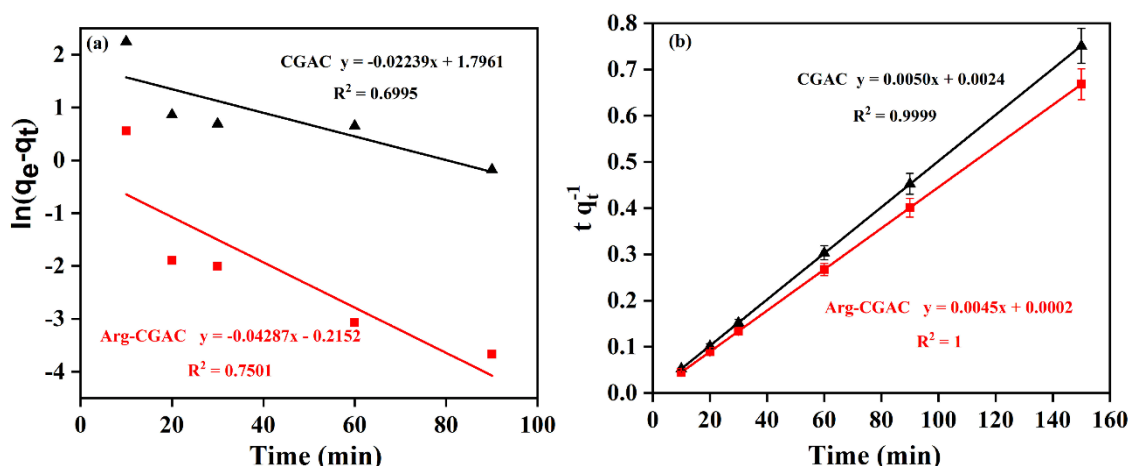 (a)
CGAC y = -0.02239x + 1.7961
R² = 0.6995
Arg-CGAC y = -0.04287x - 0.2152
R² = 0.7501
ln(qe-qt)
2
1
0
-1
-2
-3
-4
0
20
40
60
80
100
Time (min)
(b)
CGAC y = 0.0050x + 0.0024
R² = 0.9999
Arg-CGAC y = 0.0045x + 0.0002
R² = 1
t qt⁻¹
0.8
0.7
0.6
0.5
0.4
0.3
0.2
0.1
0.0
0
20
40
60
80
100
120
140
160
Time (min)